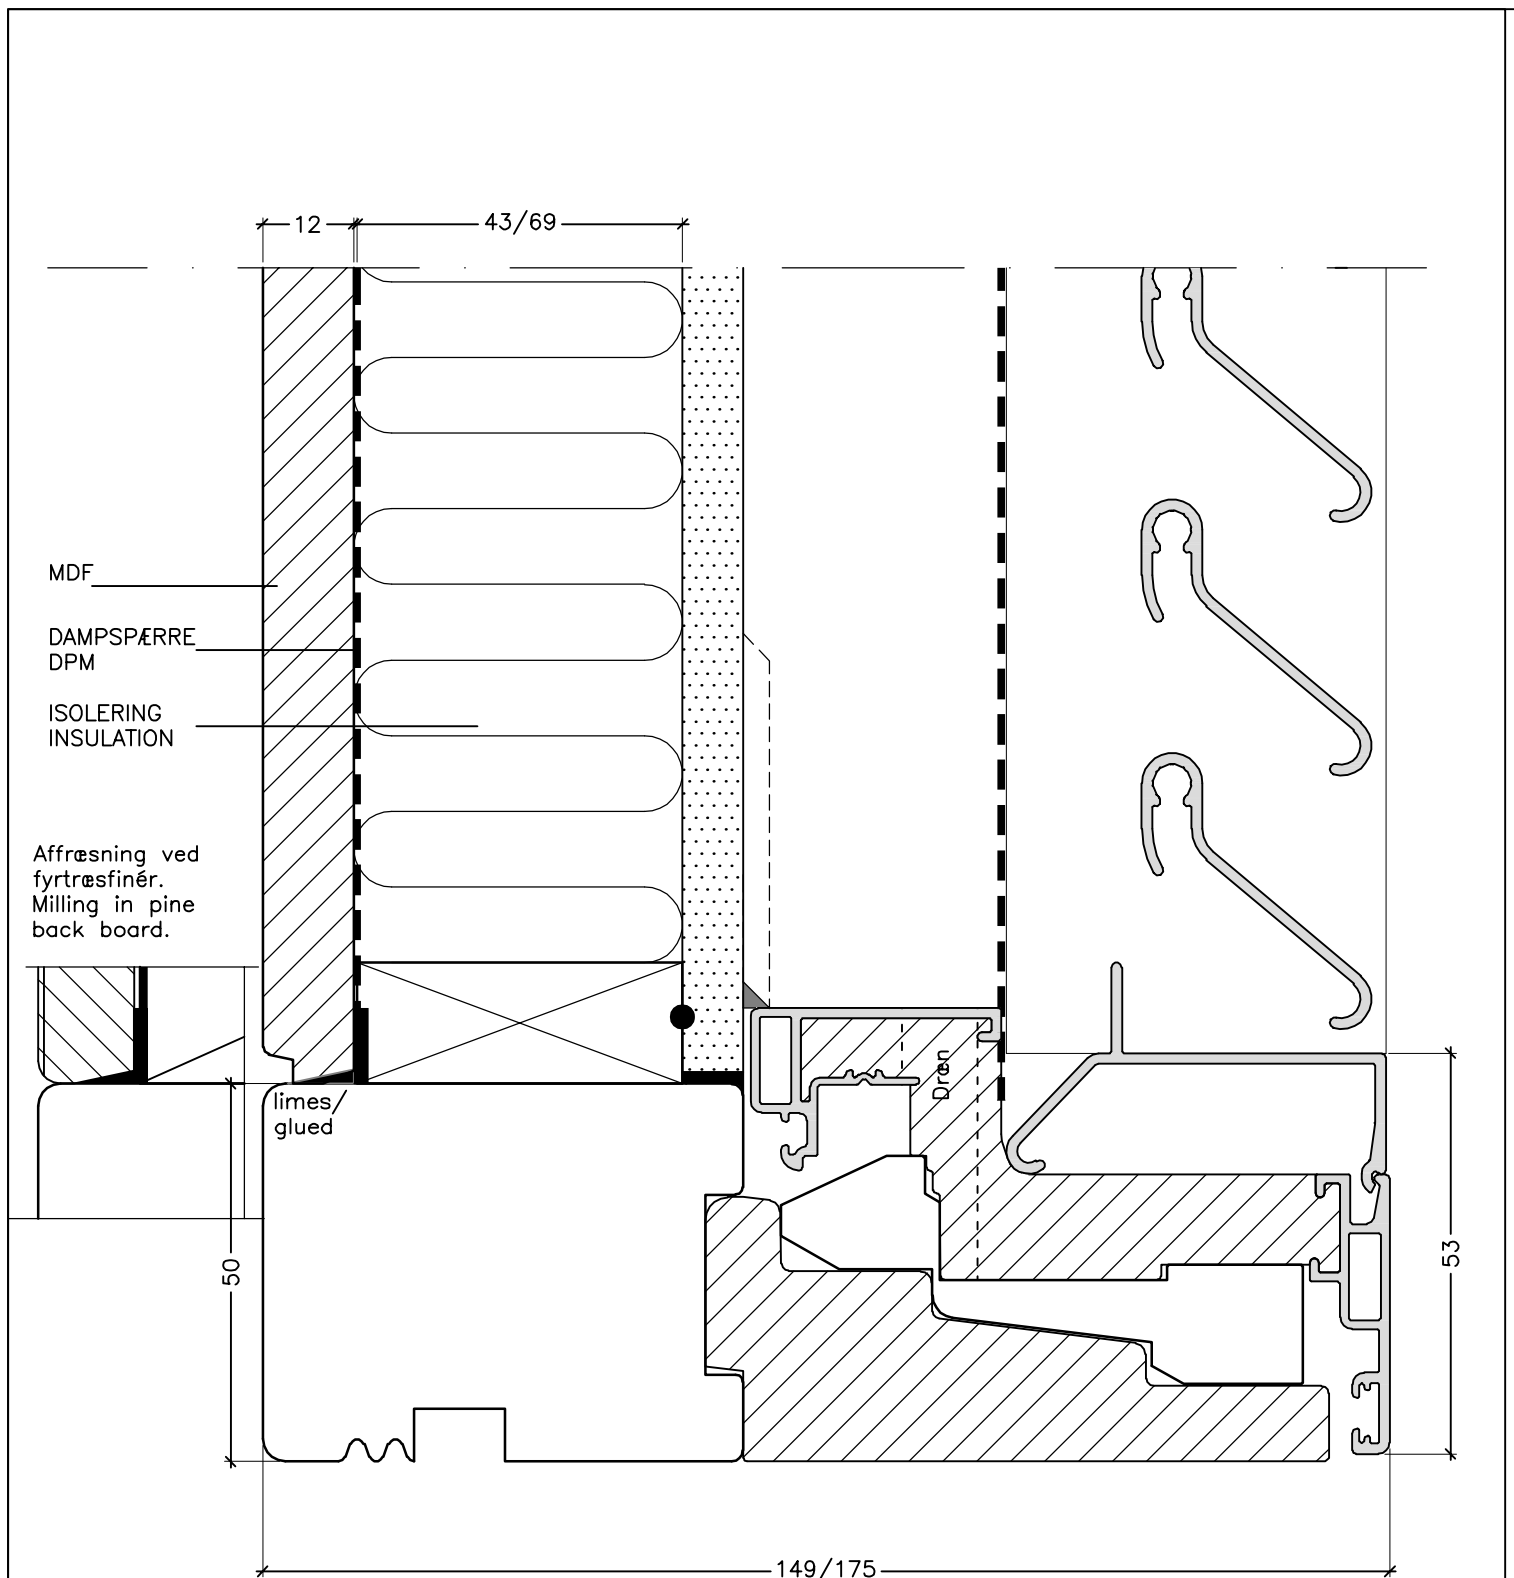 12
43/69
MDF
DAMPSPÆRRE
DPM
ISOLERING
INSULATION
Affræsning ved
fyrtræsfinér.
Milling in pine
back board.
limes/
glued
Dræn
50
53
149/175